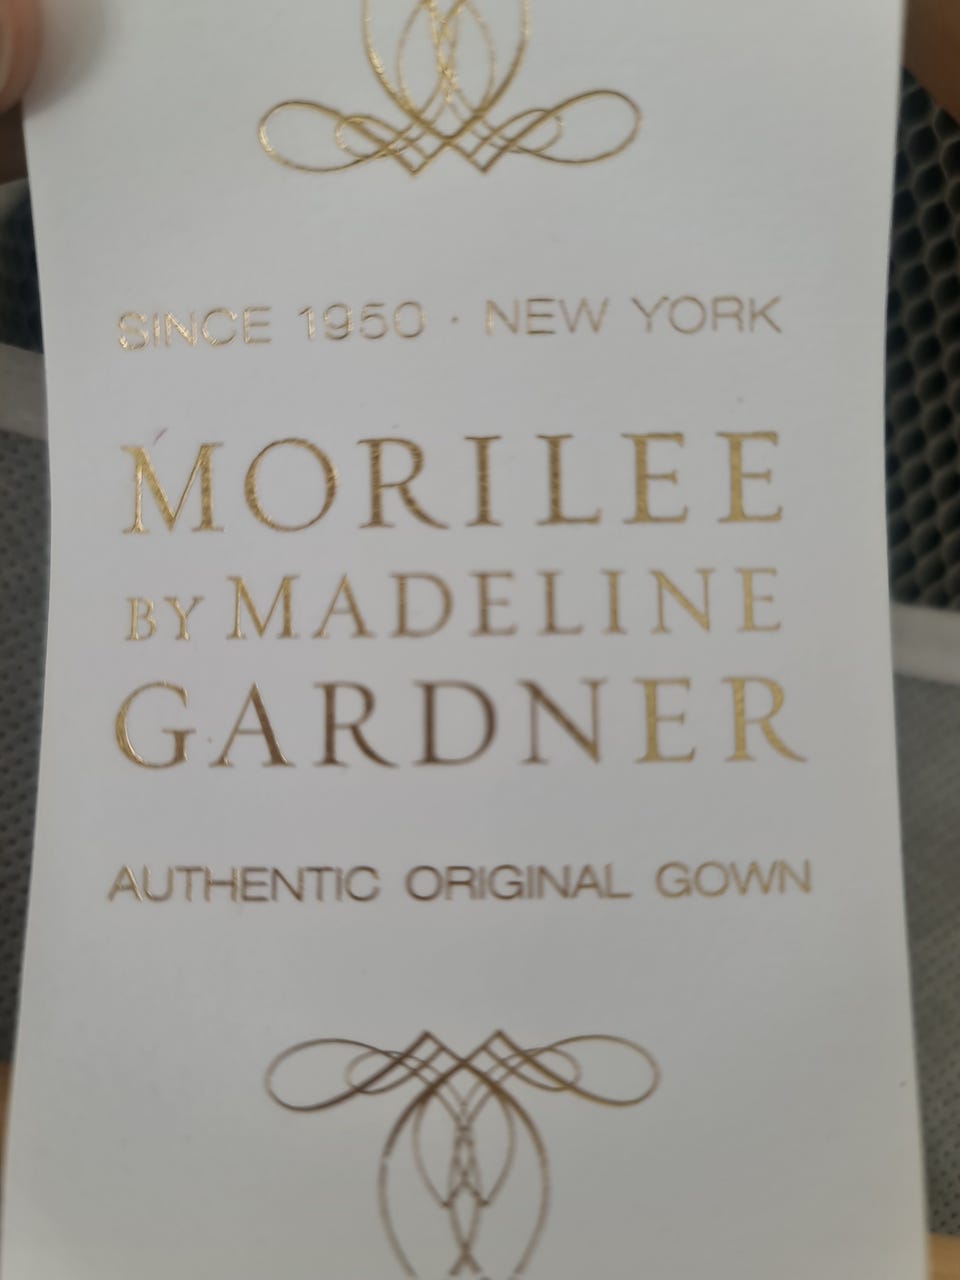 SINCE 1950 · NEW YORK
MORILEE
BY MADELINE
GARDNER
AUTHENTIC ORIGINAL GOWN